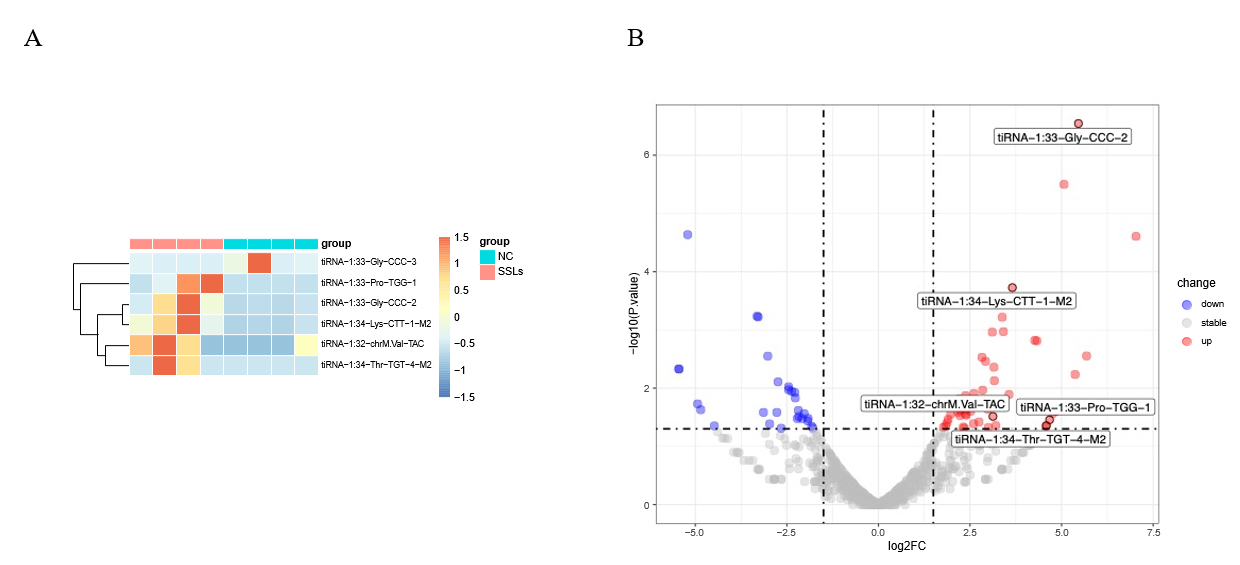 A
group
tiRNA-1:33-Gly-CCC-3
tiRNA-1:33-Pro-TGG-1
tiRNA-1:33-Gly-CCC-2
tiRNA-1:34-Lys-CTT-1-M2
tiRNA-1:32-chrM.Val-TAC
tiRNA-1:34-Thr-TGT-4-M2
1.5
1
0.5
0
−0.5
−1
−1.5
group
NC
SSLs
B
−log10(P.value)
6
4
2
0
tiRNA-1:33-Gly-CCC-2
tiRNA-1:34-Lys-CTT-1-M2
tiRNA-1:32-chrM.Val-TAC
tiRNA-1:33-Pro-TGG-1
tiRNA-1:34-Thr-TGT-4-M2
−5.0
−2.5
0.0
2.5
5.0
7.5
log2FC
change
down
stable
up